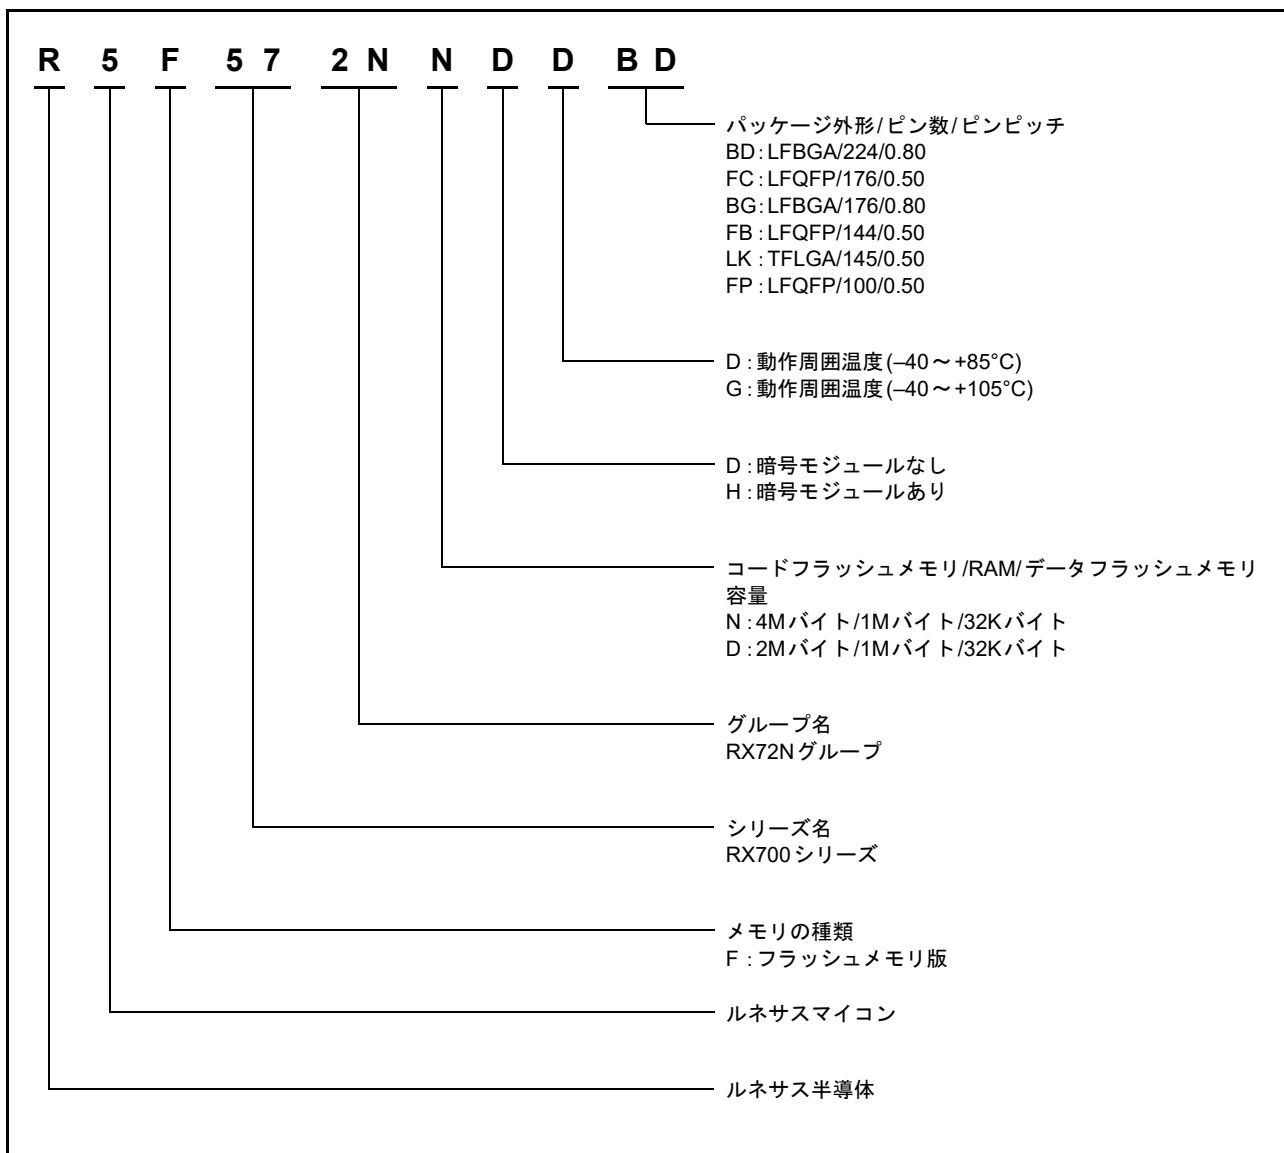 R 5 F 5 7 2 N N D D B D
パッケージ外形/ピン数/ピンピッチ
BD:LFBGA/224/0.80
FC:LFQFP/176/0.50
BG:LFBGA/176/0.80
FB:LFQFP/144/0.50
LK:TFLGA/145/0.50
FP:LFQFP/100/0.50
D:動作周囲温度(–40~+85°C)
G:動作周囲温度(–40~+105°C)
D:暗号モジュールなし
H:暗号モジュールあり
コードフラッシュメモリ/RAM/データフラッシュメモリ
容量
N:4Mバイト/1Mバイト/32Kバイト
D:2Mバイト/1Mバイト/32Kバイト
グループ名
RX72Nグループ
シリーズ名
RX700シリーズ
メモリの種類
F:フラッシュメモリ版
ルネサスマイコン
ルネサス半導体